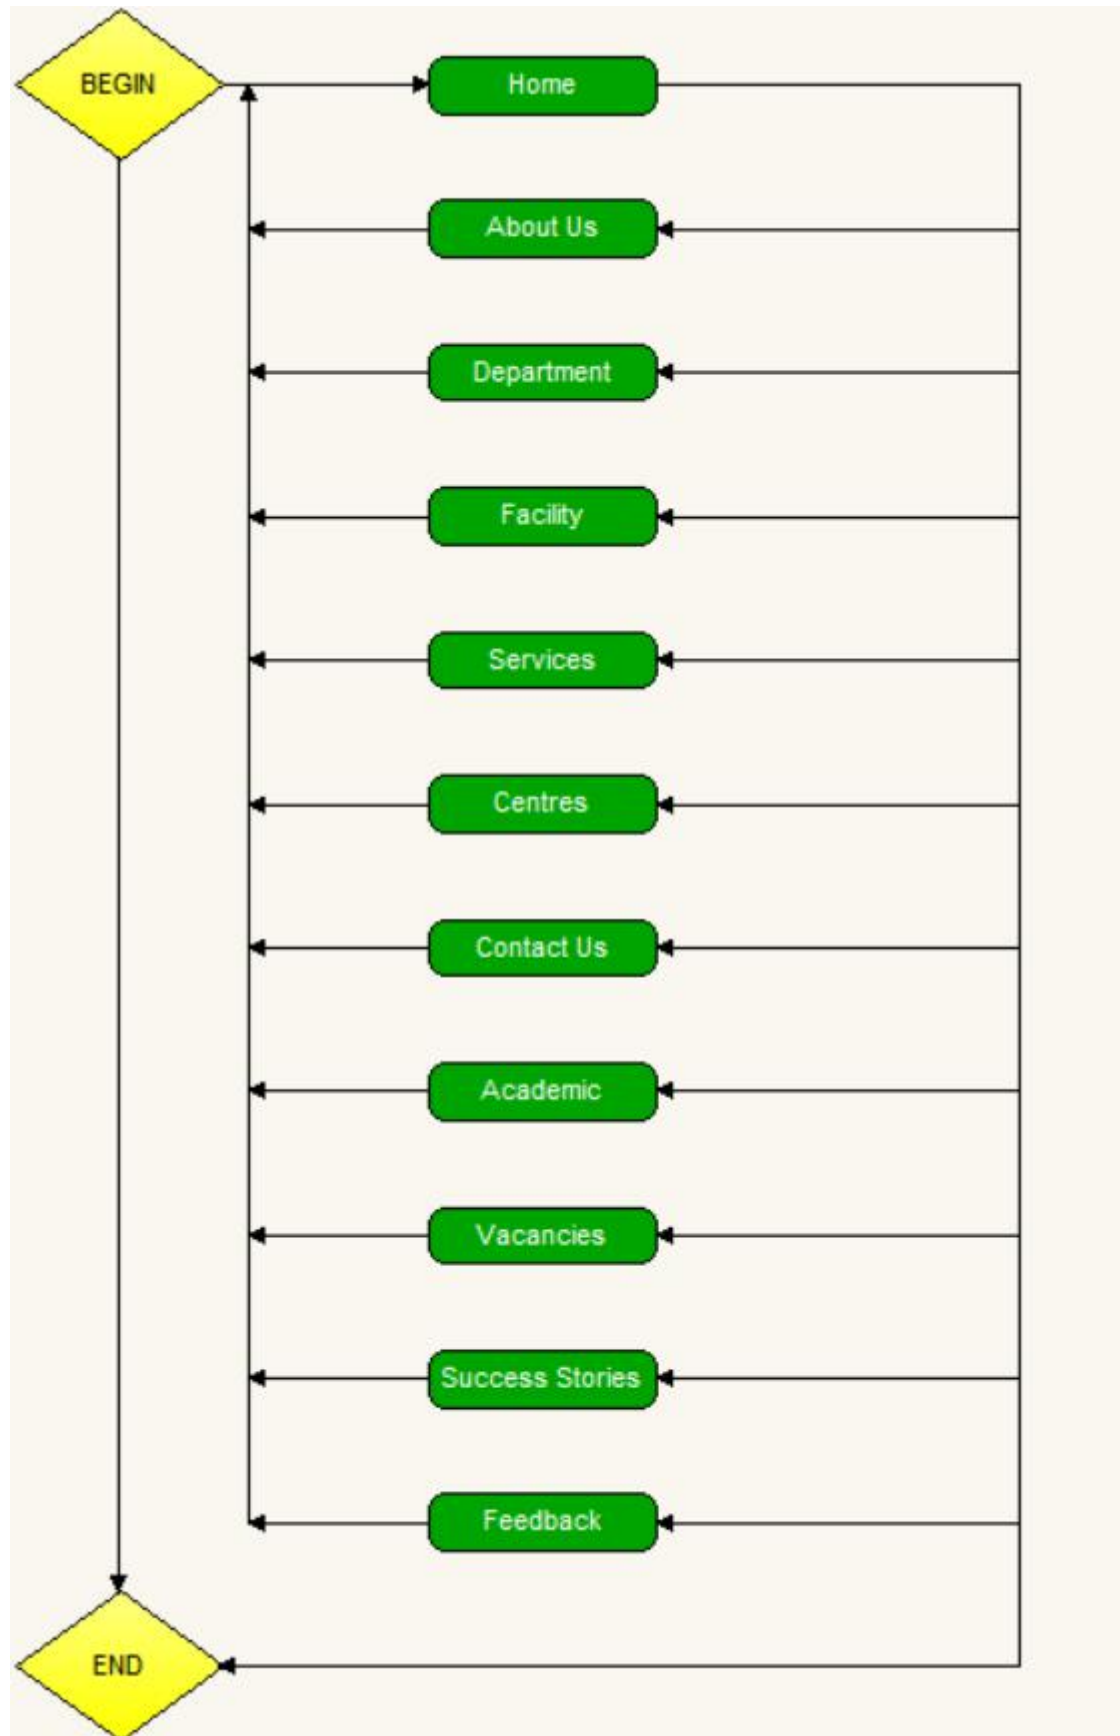 BEGIN
Home
About Us
Department
Facility
Services
Centres
Contact Us
Academic
Vacancies
Success Stories
Feedback
END